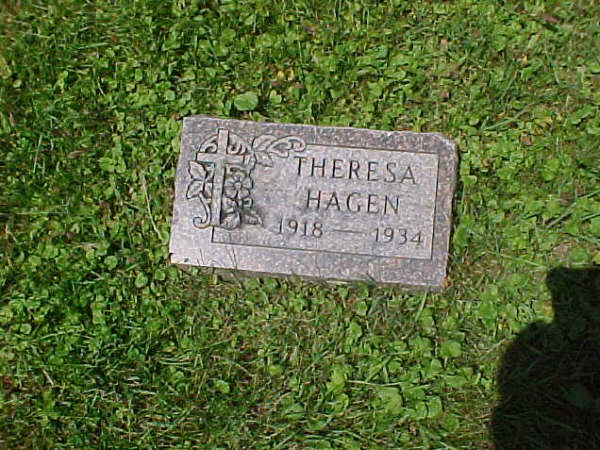 THERESA
HAGEN
1918 — 1934